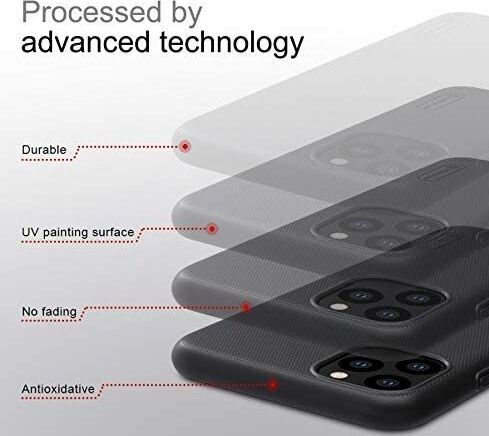 Processed by
advanced technology
Durable
UV painting surface
No fading
Antioxidative